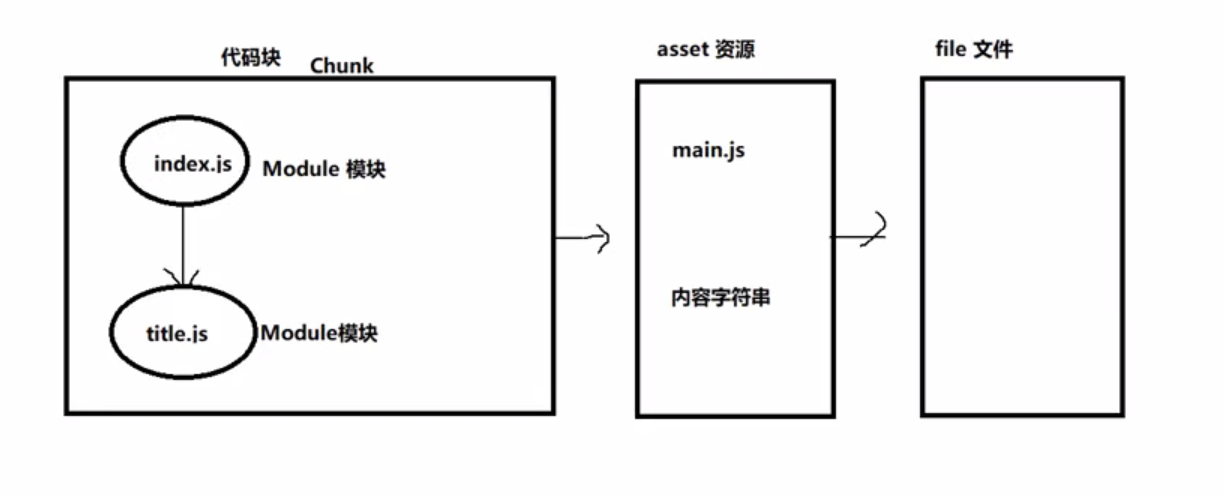 代码块 Chunk
asset 资源
file 文件
index.js
Module 模块
title.js
Module模块
main.js
内容字符串